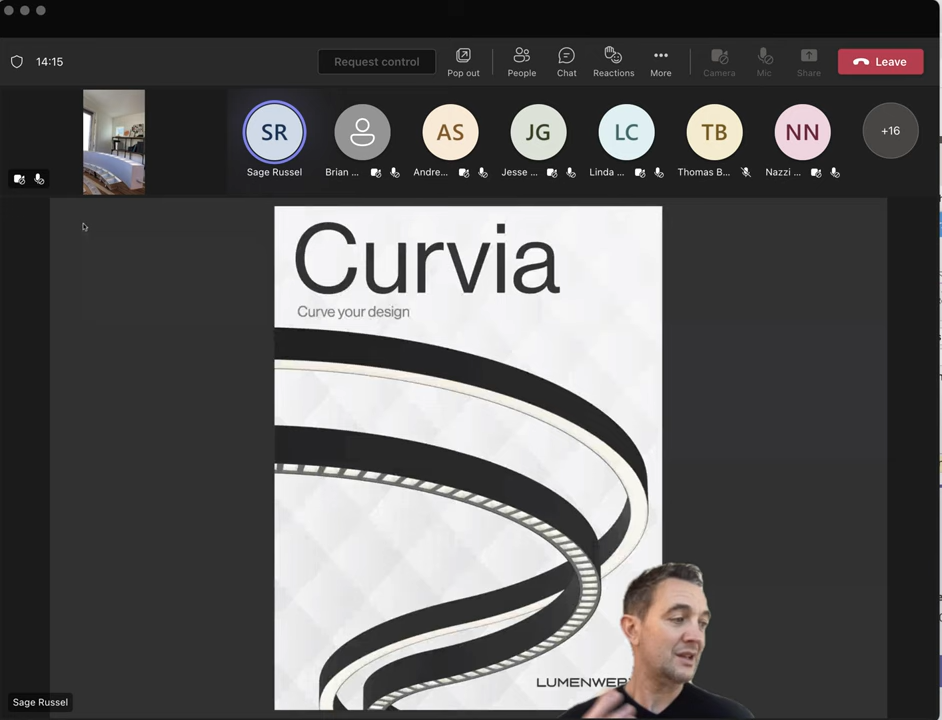 14:15
Request control
Pop out
People
Chat
Reactions
More
Camera
Mic
Share
Leave
SR
AS
JG
LC
TB
NN
+16
Sage Russel
Brian ...
Andre...
Jesse ...
Linda ...
Thomas B...
Nazzi ...
Curvia
Curve your design
LUMENWER
Sage Russel